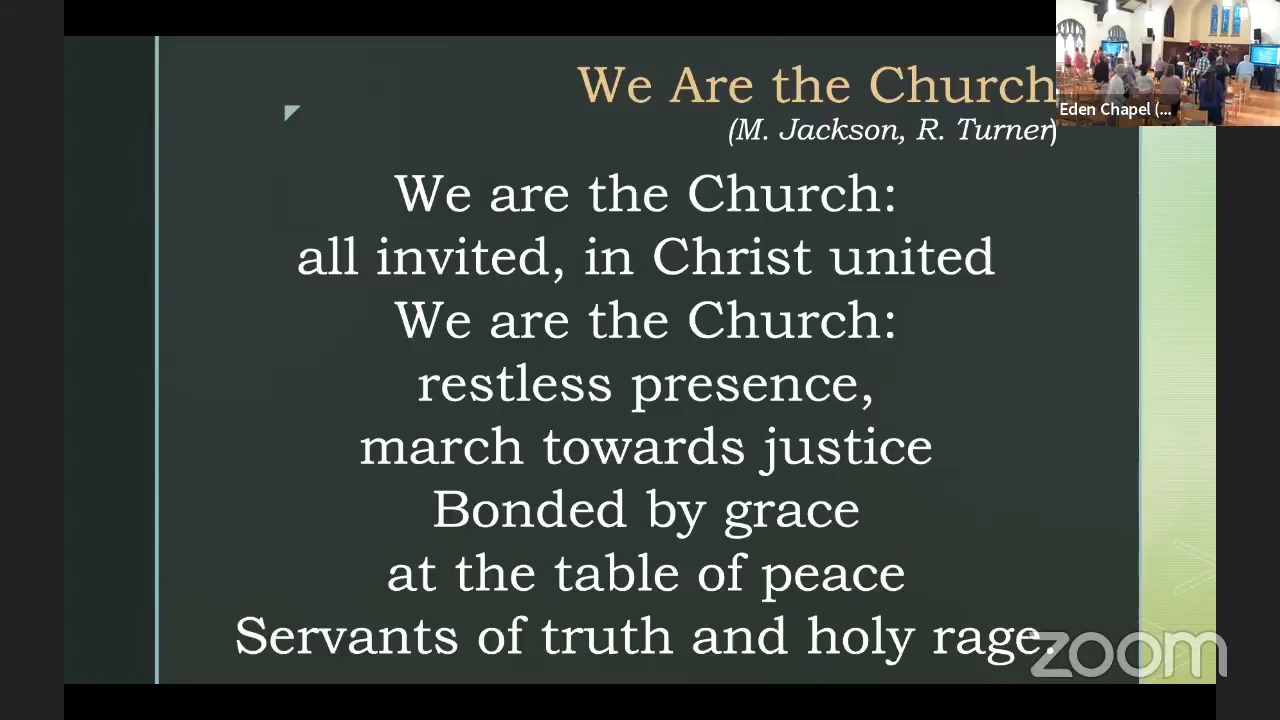 We Are the Church
(M. Jackson, R. Turner)
Eden Chapel (...
We are the Church:
all invited, in Christ united
We are the Church:
restless presence,
march towards justice
Bonded by grace
at the table of peace
Servants of truth and holy rage.
zoom